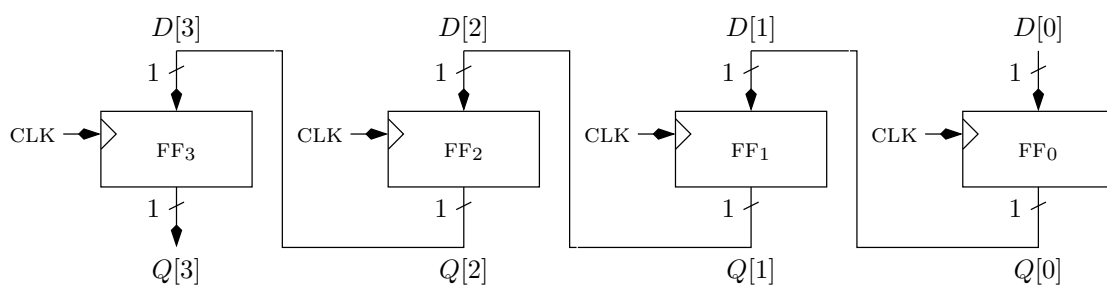 D[3] D[2] D[1] D[0]
1 1 1 1
CLK FF₃ CLK FF₂ CLK FF₁ CLK FF₀
1 1 1 1
Q[3] Q[2] Q[1] Q[0]